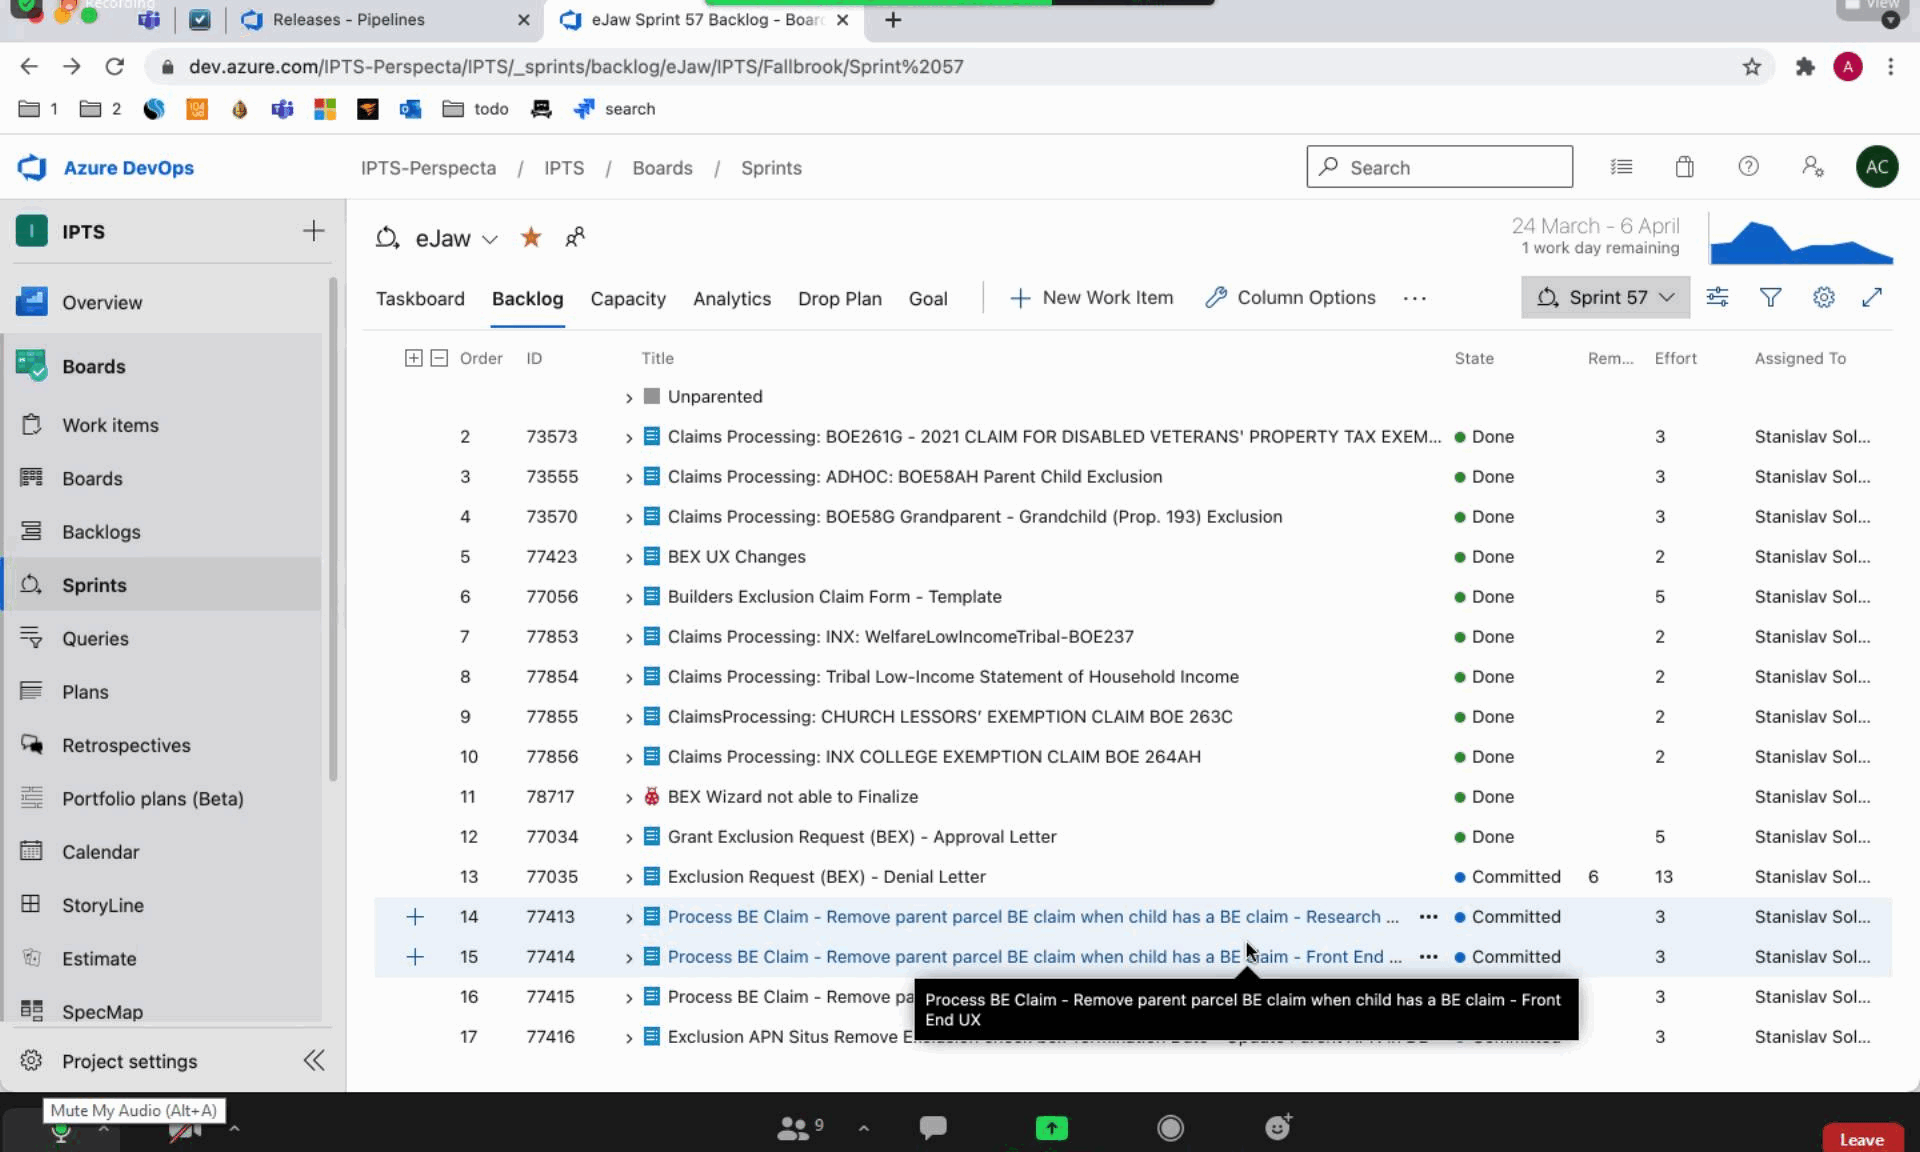 Recording
View
Releases - Pipelines
eJaw Sprint 57 Backlog - Boar
dev.azure.com/IPTS-Perspecta/IPTS/_sprints/backlog/eJaw/IPTS/Fallbrook/Sprint%2057
A
1
2
todo
search
Azure DevOps
IPTS-Perspecta / IPTS / Boards / Sprints
Search
AC
I
IPTS
Overview
Boards
Work items
Boards
Backlogs
Sprints
Queries
Plans
Retrospectives
Portfolio plans (Beta)
Calendar
StoryLine
Estimate
SpecMap
Project settings
eJaw
24 March - 6 April
1 work day remaining
Taskboard Backlog Capacity Analytics Drop Plan Goal New Work Item Column Options ... Sprint 57
Order ID Title State Rem... Effort Assigned To
Unparented
2 73573 Claims Processing: BOE261G - 2021 CLAIM FOR DISABLED VETERANS' PROPERTY TAX EXEM... Done 3 Stanislav Sol...
3 73555 Claims Processing: ADHOC: BOE58AH Parent Child Exclusion Done 3 Stanislav Sol...
4 73570 Claims Processing: BOE58G Grandparent - Grandchild (Prop. 193) Exclusion Done 3 Stanislav Sol...
5 77423 BEX UX Changes Done 2 Stanislav Sol...
6 77056 Builders Exclusion Claim Form - Template Done 5 Stanislav Sol...
7 77853 Claims Processing: INX: WelfareLowIncomeTribal-BOE237 Done 2 Stanislav Sol...
8 77854 Claims Processing: Tribal Low-Income Statement of Household Income Done 2 Stanislav Sol...
9 77855 ClaimsProcessing: CHURCH LESSORS' EXEMPTION CLAIM BOE 263C Done 2 Stanislav Sol...
10 77856 Claims Processing: INX COLLEGE EXEMPTION CLAIM BOE 264AH Done 2 Stanislav Sol...
11 78717 BEX Wizard not able to Finalize Done Stanislav Sol...
12 77034 Grant Exclusion Request (BEX) - Approval Letter Done 5 Stanislav Sol...
13 77035 Exclusion Request (BEX) - Denial Letter Committed 6 13 Stanislav Sol...
14 77413 Process BE Claim - Remove parent parcel BE claim when child has a BE claim - Research ... ... Committed 3 Stanislav Sol...
15 77414 Process BE Claim - Remove parent parcel BE claim when child has a BE claim - Front End ... ... Committed 3 Stanislav Sol...
16 77415 Process BE Claim - Remove pa 3 Stanislav Sol...
Process BE Claim - Remove parent parcel BE claim when child has a BE claim - Front
End UX
17 77416 Exclusion APN Situs Remove 3 Stanislav Sol...
Mute My Audio (Alt+A)
9
Leave